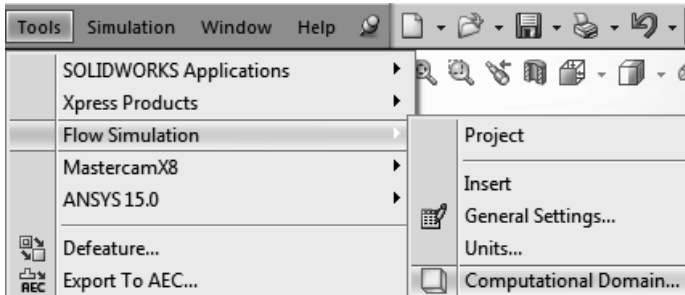 Tools Simulation Window Help
SOLIDWORKS Applications
Xpress Products
Flow Simulation
MastercamX8
ANSYS 15.0
Defeature...
AEC Export To AEC...
Project
Insert
General Settings...
Units...
Computational Domain...